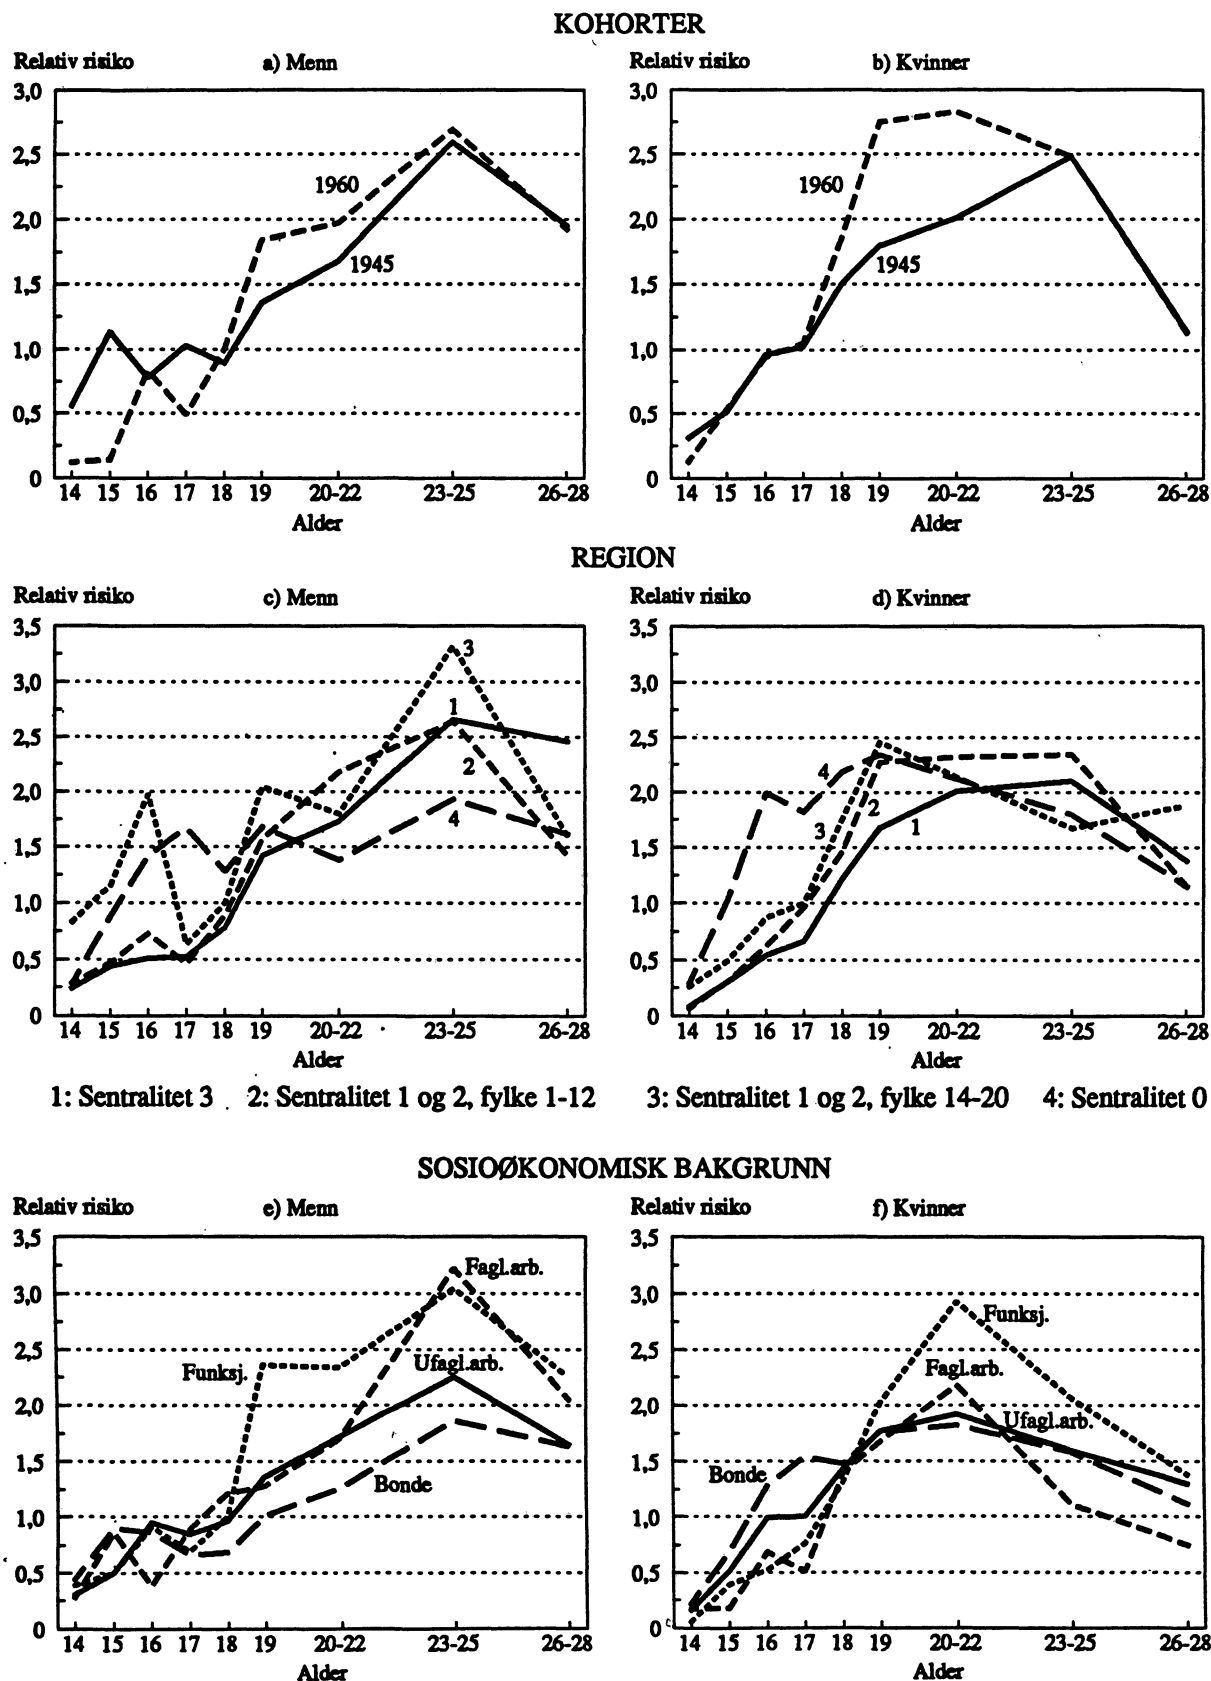 KOHORTER
Relativ risiko a) Menn
3,0
2,5
2,0
1,5
1,0
0,5
0
1960
1945
14 15 16 17 18 19 20-22 23-25 26-28
Alder
Relativ risiko b) Kvinner
3,0
2,5
2,0
1,5
1,0
0,5
0
1960
1945
14 15 16 17 18 19 20-22 23-25 26-28
Alder
REGION
Relativ risiko c) Menn
3,5
3,0
2,5
2,0
1,5
1,0
0,5
0
3
1
2
4
14 15 16 17 18 19 20-22 23-25 26-28
Alder
Relativ risiko d) Kvinner
3,5
3,0
2,5
2,0
1,5
1,0
0,5
0
4
2
3
1
14 15 16 17 18 19 20-22 23-25 26-28
Alder
1: Sentralitet 3 2: Sentralitet 1 og 2, fylke 1-12 3: Sentralitet 1 og 2, fylke 14-20 4: Sentralitet 0
SOSIOØKONOMISK BAKGRUNN
Relativ risiko e) Menn
3,5
3,0
2,5
2,0
1,5
1,0
0,5
0
Fagl.arb.
Ufagl.arb.
Funksj.
Bonde
14 15 16 17 18 19 20-22 23-25 26-28
Alder
Relativ risiko f) Kvinner
3,5
3,0
2,5
2,0
1,5
1,0
0,5
0
Funksj.
Fagl.arb.
Ufagl.arb.
Bonde
14 15 16 17 18 19 20-22 23-25 26-28
Alder